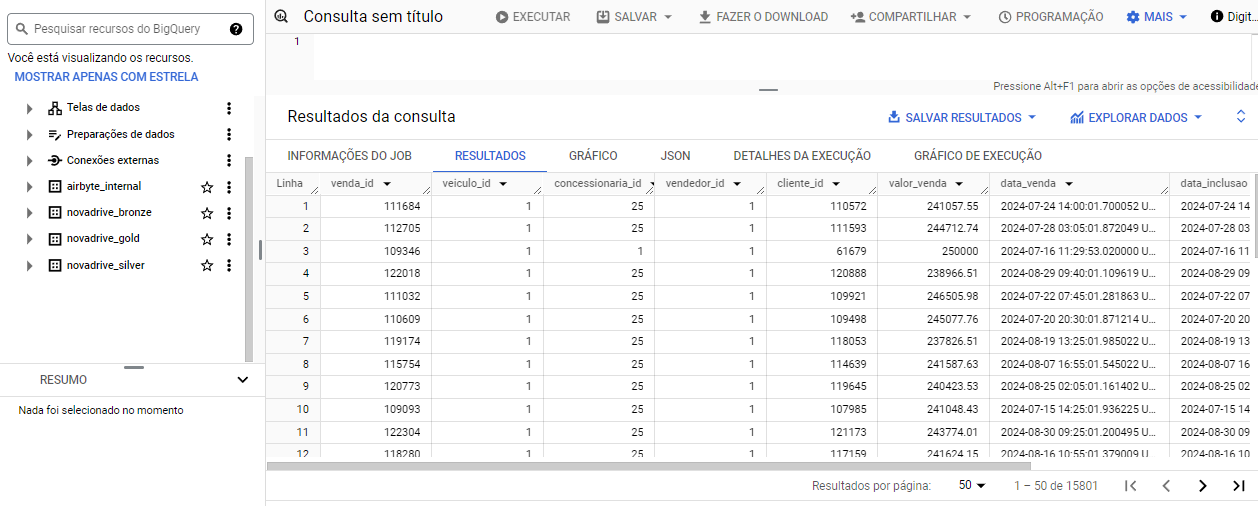 Consulta sem título EXECUTAR SALVAR FAZER O DOWNLOAD COMPARTILHAR PROGRAMAÇÃO MAIS Digit...
Pesquisar recursos do BigQuery
Você está visualizando os recursos.
MOSTRAR APENAS COM ESTRELA
Telas de dados
Preparações de dados
Conexões externas
airbyte_internal
novadrive_bronze
novadrive_gold
novadrive_silver
RESUMO
Nada foi selecionado no momento
1
Pressione Alt+F1 para abrir as opções de acessibilidade
Resultados da consulta SALVAR RESULTADOS EXPLORAR DADOS
INFORMAÇÕES DO JOB RESULTADOS GRÁFICO JSON DETALHES DA EXECUÇÃO GRÁFICO DE EXECUÇÃO
Linha venda_id veiculo_id concessionaria_id vendedor_id cliente_id valor_venda data_venda data_inclusao
1 111684 1 25 1 110572 241057.55 2024-07-24 14:00:01.700052 U... 2024-07-24 14
2 112705 1 25 1 111593 244712.74 2024-07-28 03:05:01.872049 U... 2024-07-28 03
3 109346 1 1 1 61679 250000 2024-07-16 11:29:53.020000 U... 2024-07-16 11
4 122018 1 25 1 120888 238966.51 2024-08-29 09:40:01.109619 U... 2024-08-29 09
5 111032 1 25 1 109921 246505.98 2024-07-22 07:45:01.281863 U... 2024-07-22 07
6 110609 1 25 1 109498 245077.76 2024-07-20 20:30:01.871214 U... 2024-07-20 20
7 119174 1 25 1 118053 237826.51 2024-08-19 13:25:01.985022 U... 2024-08-19 13
8 115754 1 25 1 114639 241587.63 2024-08-07 16:55:01.545022 U... 2024-08-07 16
9 120773 1 25 1 119645 240423.53 2024-08-25 02:05:01.161402 U... 2024-08-25 02
10 109093 1 25 1 107985 241048.43 2024-07-15 14:25:01.936225 U... 2024-07-15 14
11 122304 1 25 1 121173 243774.01 2024-08-30 09:25:01.200495 U... 2024-08-30 09
12 118280 1 25 1 117159 241624.15 2024-08-16 10:55:01.379009 U... 2024-08-16 10
Resultados por página: 50 1 – 50 de 15801